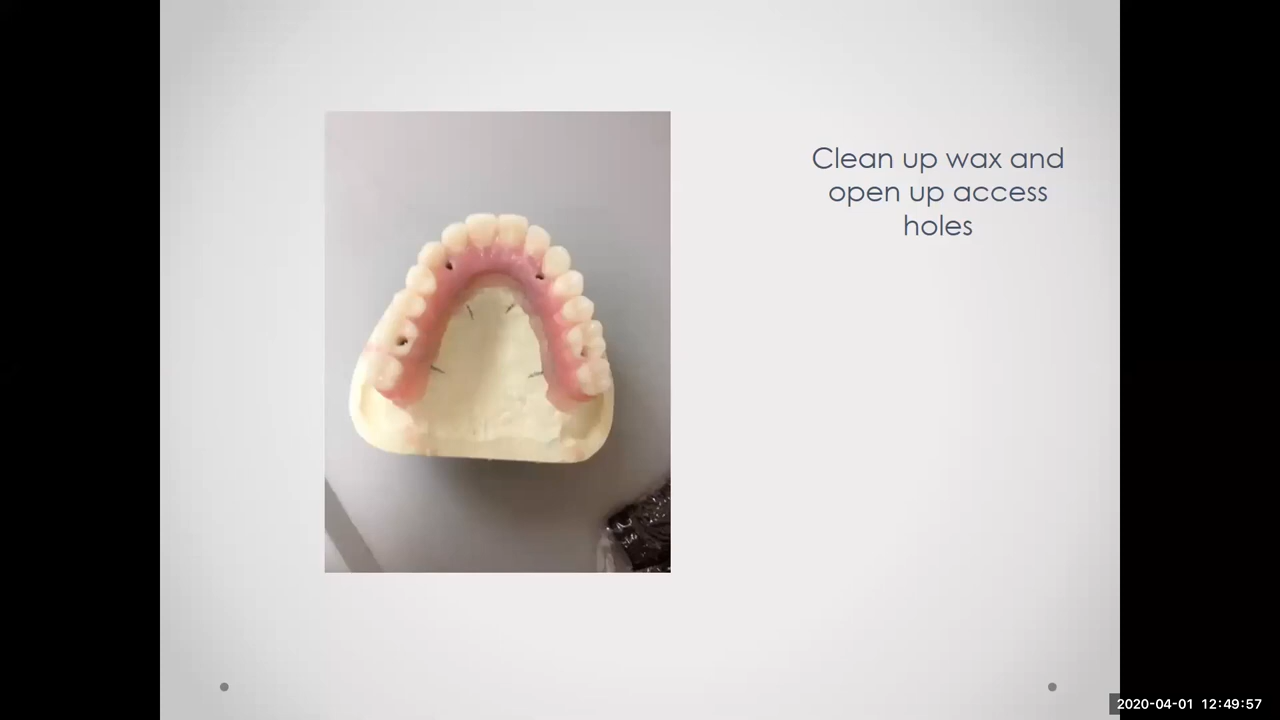 Clean up wax and
open up access
holes
2020-04-01 12:49:57